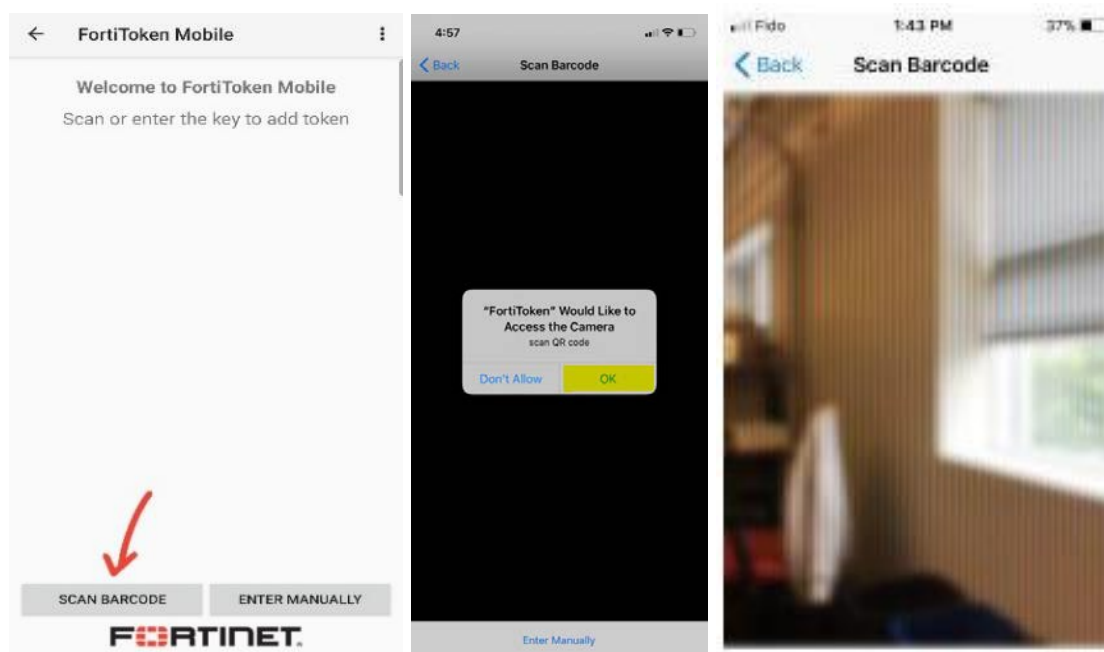 FortiToken Mobile
Welcome to FortiToken Mobile
Scan or enter the key to add token
SCAN BARCODE
ENTER MANUALLY
FORTINET.
4:57
Back
Scan Barcode
"FortiToken" Would Like to
Access the Camera
scan QR code
Don't Allow
OK
Enter Manually
Fido
1:43 PM
37%
Back
Scan Barcode